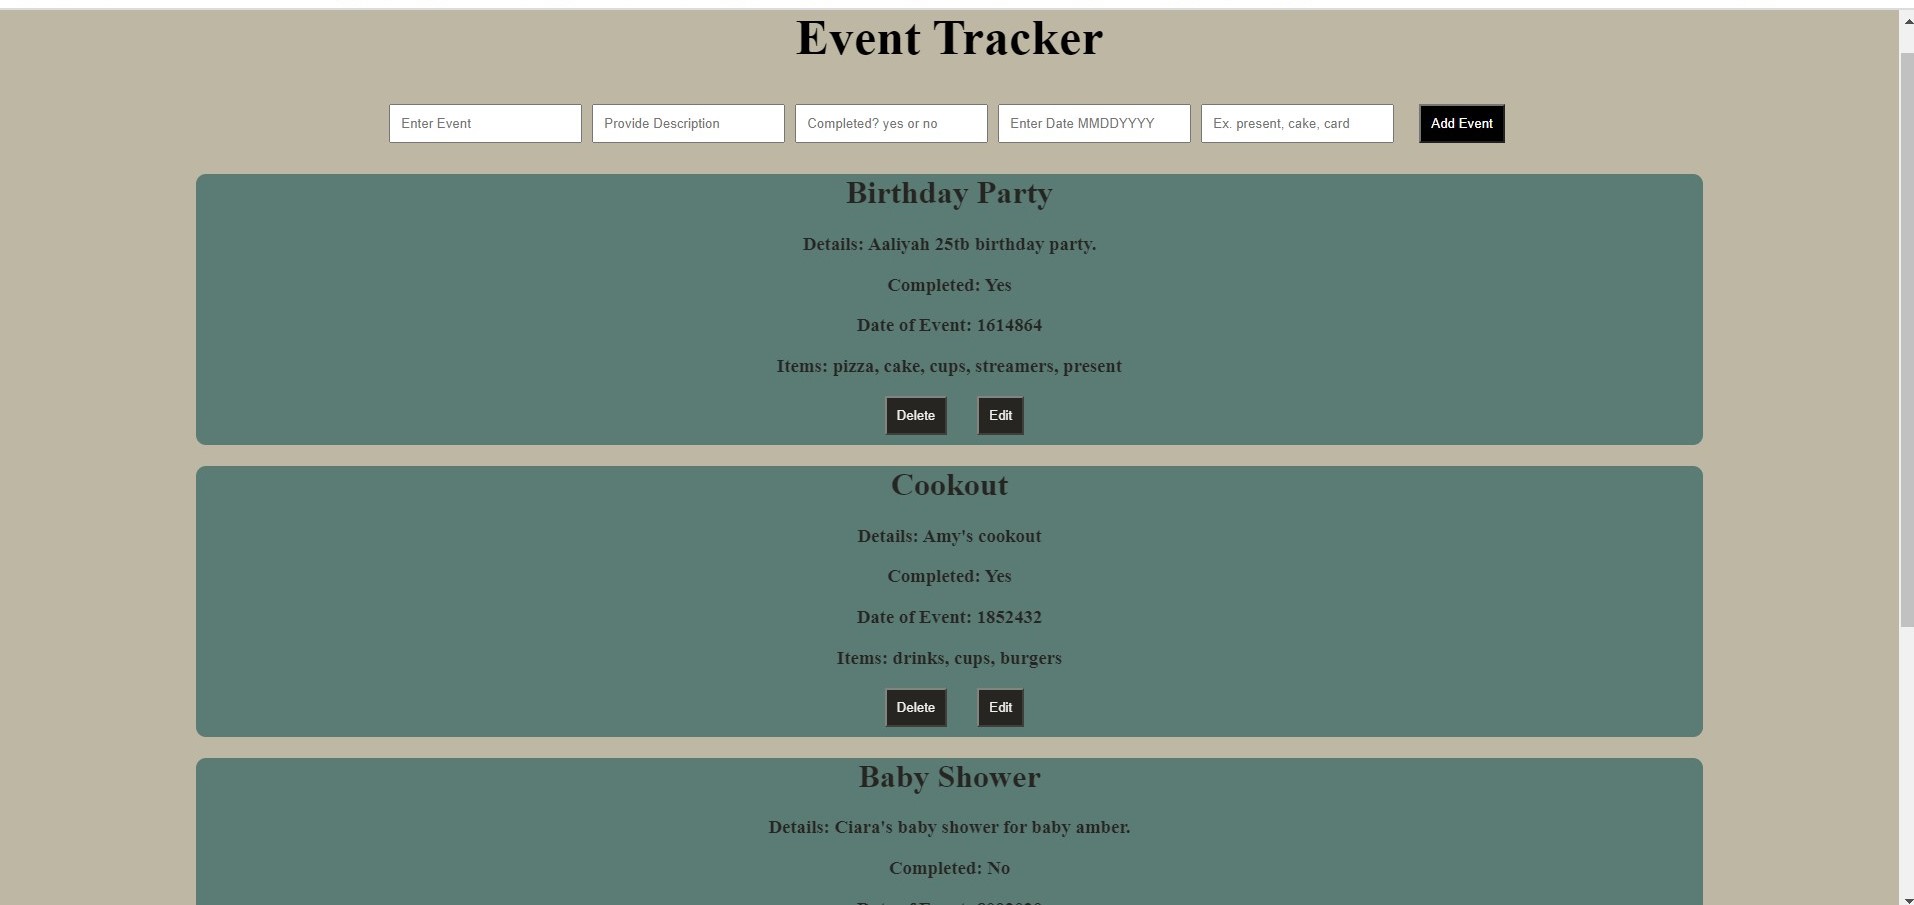 Event Tracker
Enter Event Provide Description Completed? yes or no Enter Date MMDDYYYY Ex. present, cake, card Add Event
Birthday Party
Details: Aaliyah 25tb birthday party.
Completed: Yes
Date of Event: 1614864
Items: pizza, cake, cups, streamers, present
Delete Edit
Cookout
Details: Amy's cookout
Completed: Yes
Date of Event: 1852432
Items: drinks, cups, burgers
Delete Edit
Baby Shower
Details: Ciara's baby shower for baby amber.
Completed: No
Date of Event: